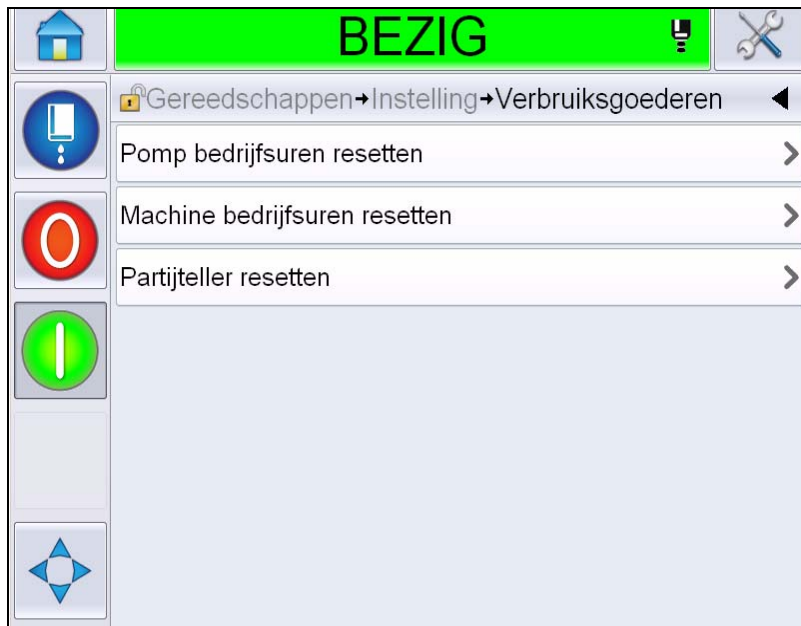 BEZIG
Gereedschappen→Instelling→Verbruiksgoederen
Pomp bedrijfsuren resetten
Machine bedrijfsuren resetten
Partijteller resetten